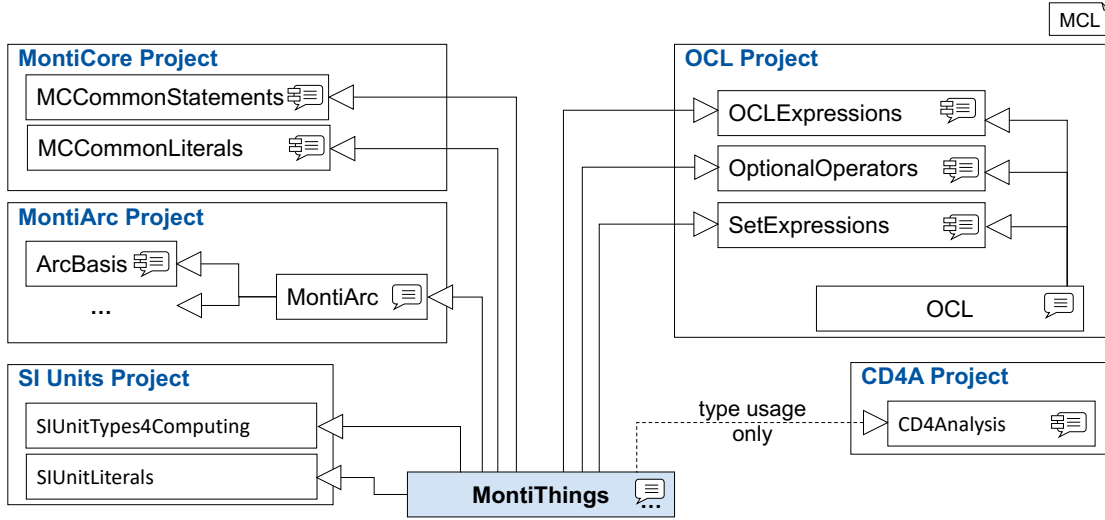 MCL
MontiCore Project
MCCommonStatements
MCCommonLiterals
MontiArc Project
ArcBasis
...
MontiArc
SI Units Project
SIUnitTypes4Computing
SIUnitLiterals
OCL Project
OCLExpressions
OptionalOperators
SetExpressions
OCL
CD4A Project
CD4Analysis
type usage
only
MontiThings
...